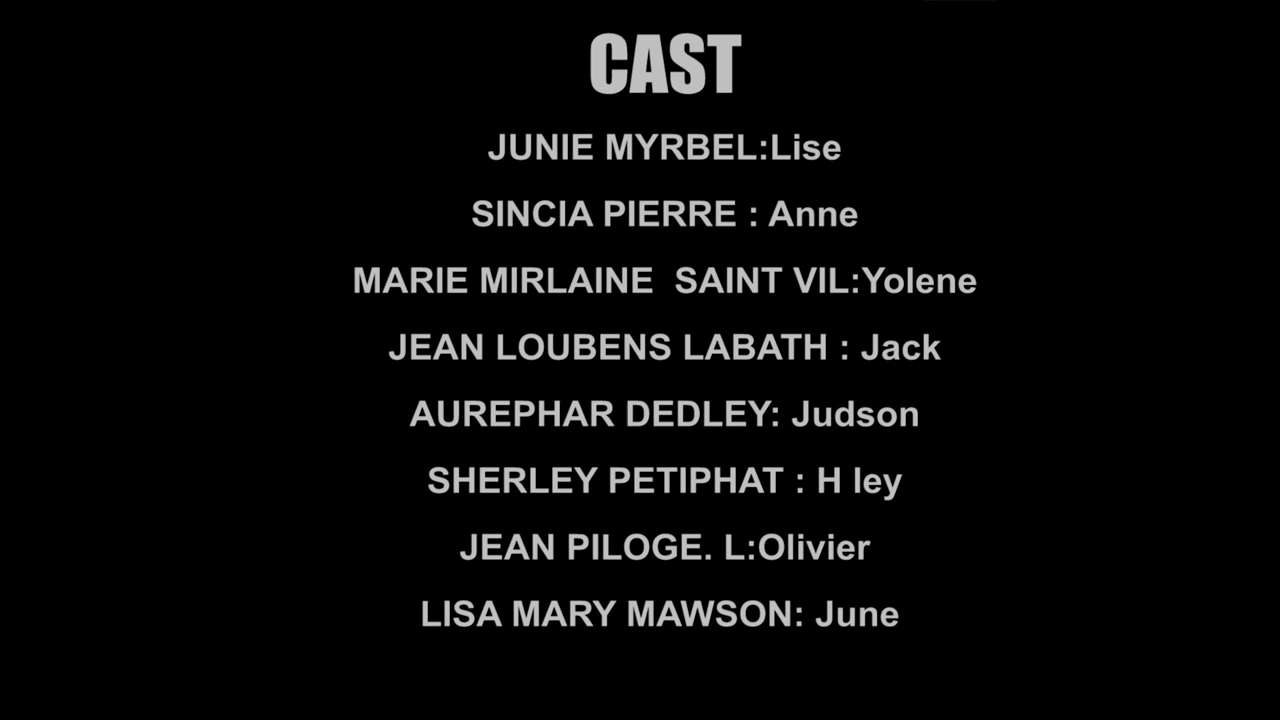 CAST
JUNIE MYRBEL:Lise
SINCIA PIERRE : Anne
MARIE MIRLAINE  SAINT VIL:Yolene
JEAN LOUBENS LABATH : Jack
AUREPHAR DEDLEY: Judson
SHERLEY PETIPHAT : H ley
JEAN PILOGE. L:Olivier
LISA MARY MAWSON: June